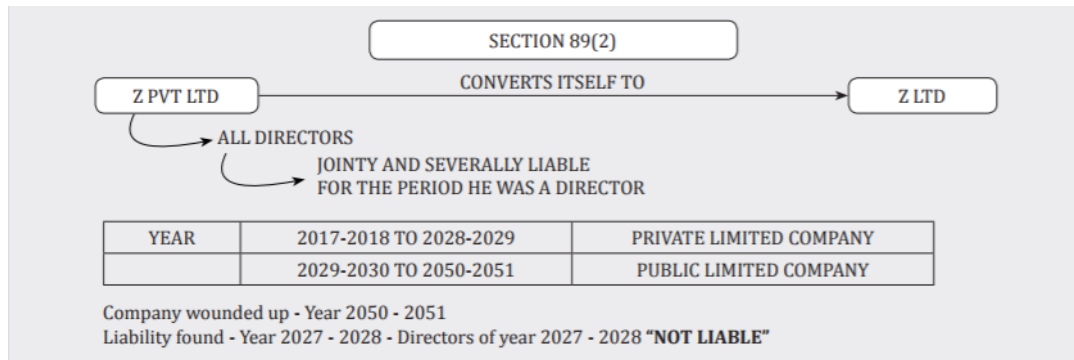 SECTION 89(2)
CONVERTS ITSELF TO
Z PVT LTD
Z LTD
ALL DIRECTORS
JOINTY AND SEVERALLY LIABLE
FOR THE PERIOD HE WAS A DIRECTOR
YEAR 2017-2018 TO 2028-2029 PRIVATE LIMITED COMPANY
2029-2030 TO 2050-2051 PUBLIC LIMITED COMPANY
Company wounded up - Year 2050 - 2051
Liability found - Year 2027 - 2028 - Directors of year 2027 - 2028 “NOT LIABLE”